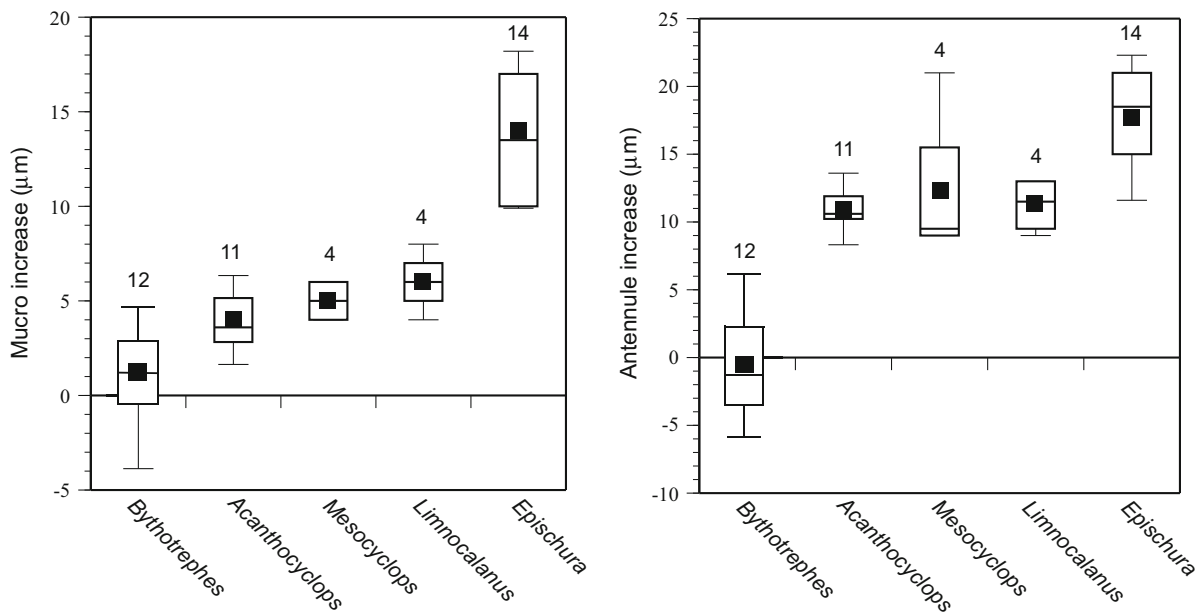 Mucro increase (μm)
20
15
10
5
0
-5
12
11
4
4
14
Bythotrephes
Acanthocyclops
Mesocyclops
Limnocalanus
Epischura
Antennule increase (μm)
25
20
15
10
5
0
-5
-10
12
11
4
4
14
Bythotrephes
Acanthocyclops
Mesocyclops
Limnocalanus
Epischura